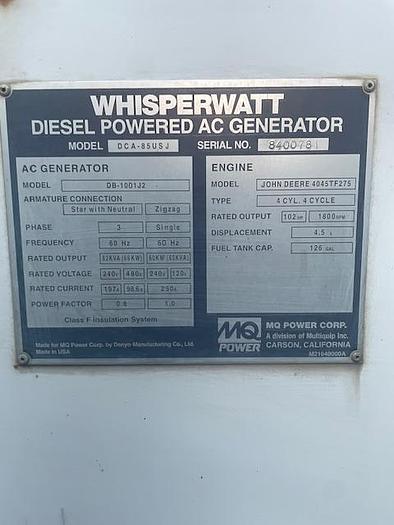 WHISPERWATT
DIESEL POWERED AC GENERATOR
MODEL DCA-85USJ SERIAL NO. 8400781
AC GENERATOR
MODEL DB-1001J2
ARMATURE CONNECTION
Star with Neutral Zigzag
PHASE 3 Single
FREQUENCY 60 Hz 60 Hz
RATED OUTPUT 82KVA (66KW)
RATED VOLTAGE 240V 480V 240V 120V
RATED CURRENT 197A 98.6A 250A
POWER FACTOR 0.8 1.0
Class F Insulation System
ENGINE
MODEL JOHN DEERE 4045TF275
TYPE 4 CYL. 4 CYCLE
RATED OUTPUT 102HP 1800RPM
DISPLACEMENT 4.5 L
FUEL TANK CAP. 126 GAL
Made for MQ Power Corp. by Denyo Manufacturing Co., Ltd.
Made in USA
MQ
POWER
MQ POWER CORP.
A division of Multiquip Inc.
CARSON, CALIFORNIA
M21640000A